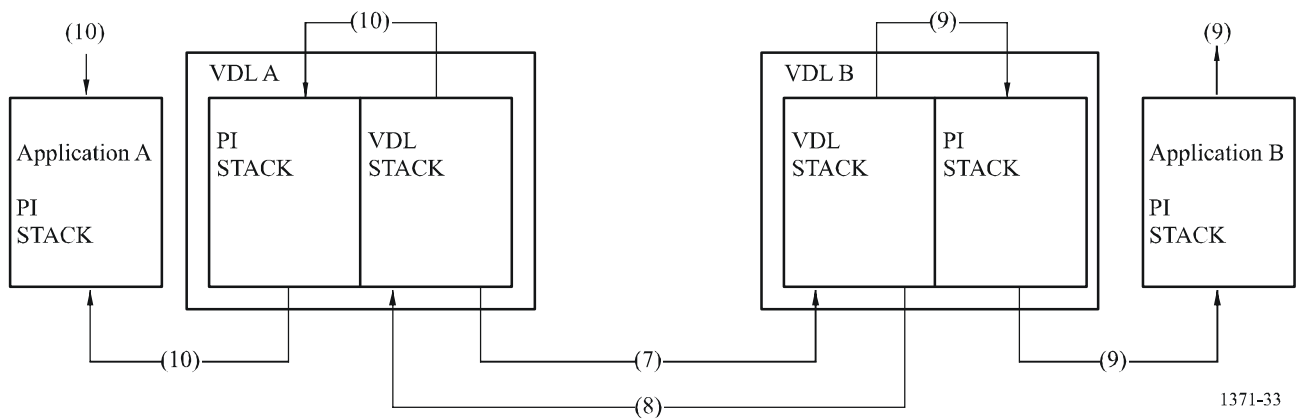 (10)
(9)
(10)
(9)
VDL A
VDL B
Application A
PI
STACK
PI
STACK
VDL
STACK
VDL
STACK
PI
STACK
Application B
PI
STACK
(10)
(7)
(9)
(8)
1371-33